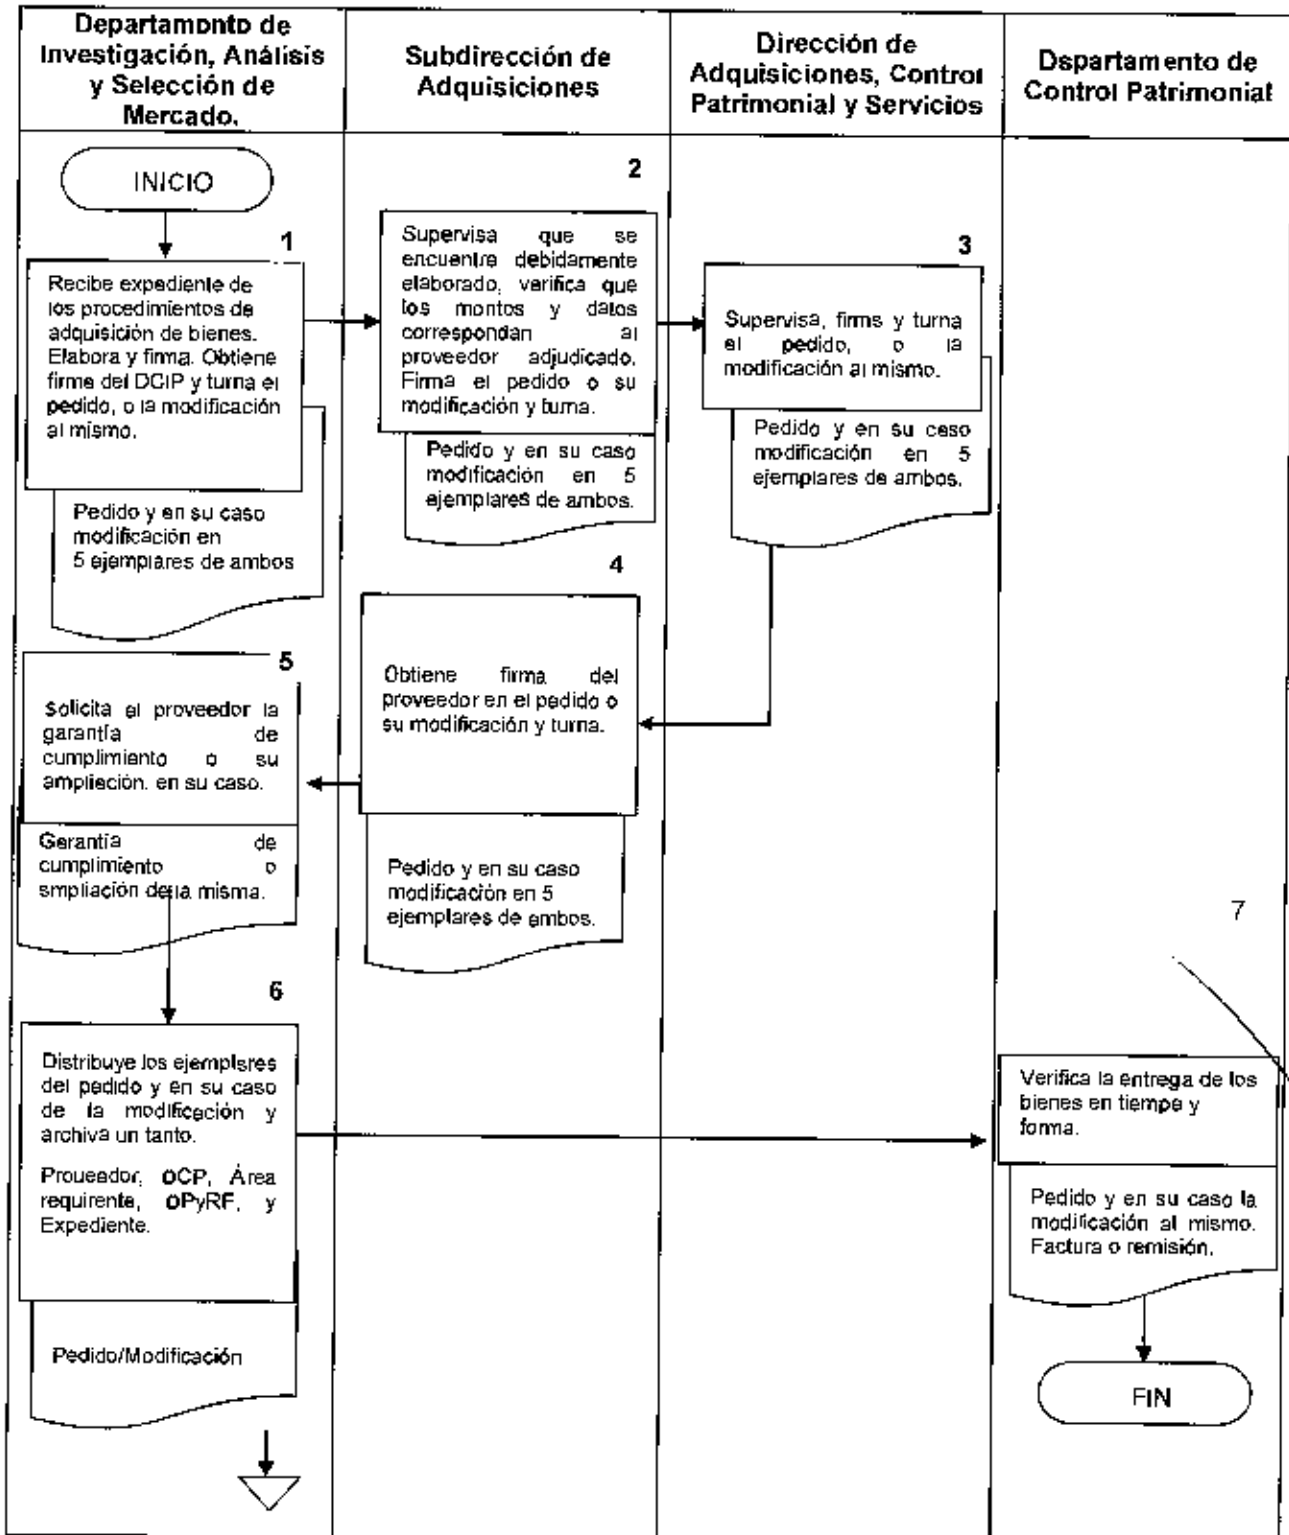 Departamonto de
Investigación, Análisis
y Selección de
Mercado.
Subdirección de
Adquisiciones
Dirección de
Adquisiciones, Control
Patrimonial y Servicios
Dspartamento de
Control Patrimonial
INICIO
1
Recibe expediente de
los procedimientos de
adquisición de bienes.
Elabora y firma. Obtiene
firma del DCIP y turna el
pedido, o la modificación
al mismo.
Pedido y en su caso
modificación en
5 ejemplares de ambos
2
Supervisa que se
encuentre debidamente
elaborado, verifica que
los montos y datos
correspondan al
proveedor adjudicado.
Firma el pedido o su
modificación y turna.
Pedido y en su caso
modificación en 5
ejemplares de ambos.
3
Supervisa, firms y turna
el pedido, o la
modificación al mismo.
Pedido y en su ceso
modificación en 5
ejemplares de ambos.
4
Obtiene firma del
proveedor en el pedido o
su modificación y turna.
Pedido y en su caso
modificación en 5
ejemplares de embos.
5
Solicita el proveedor la
garantía de
cumplimiento o su
ampliación. en su caso.
Gerantía de
cumplimiento o
smpliación de la misma.
6
Distribuye los ejemplsres
del pedido y en su caso
de la modificación y
archiva un tanto.
Proueedor, OCP, Área
requirente, OPyRF, y
Expediente.
Pedido/Modificación
7
Verifica la entrega de los
bienes en tiempe y
forma.
Pedido y en su caso la
modificación al mismo.
Factura o remisión.
FIN